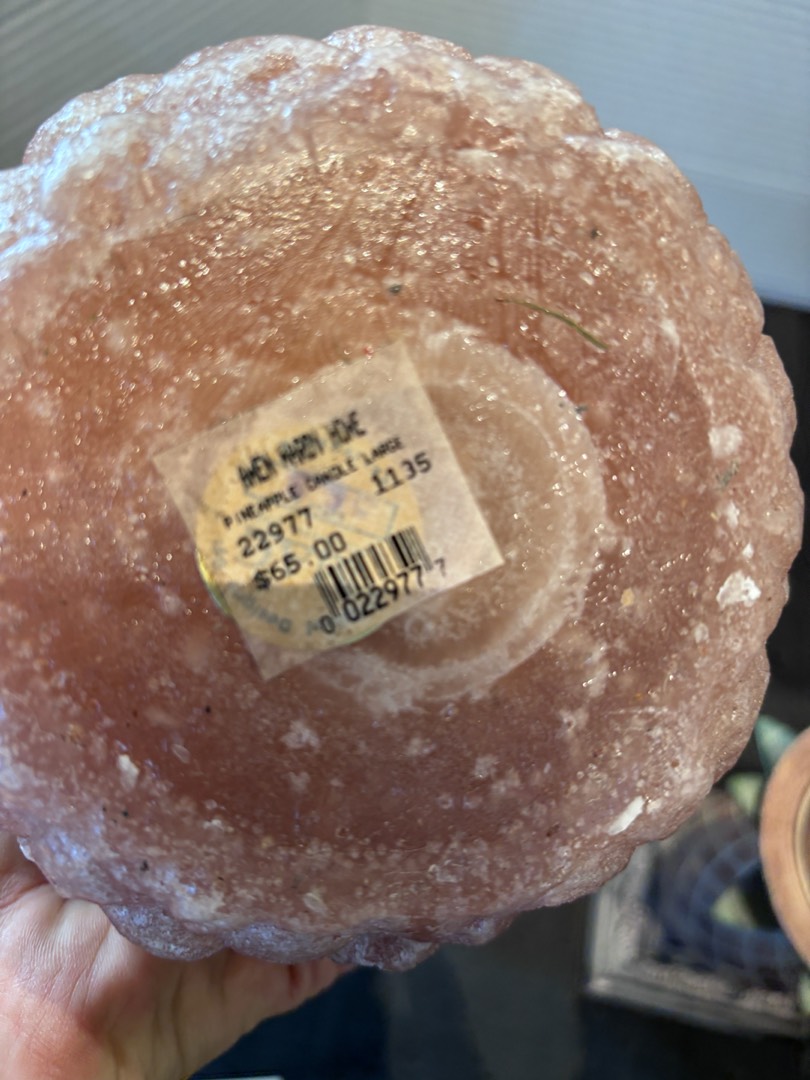 PINEAPPLE CANDLE LARGE
22977 1135
$65.00
0 022977 7